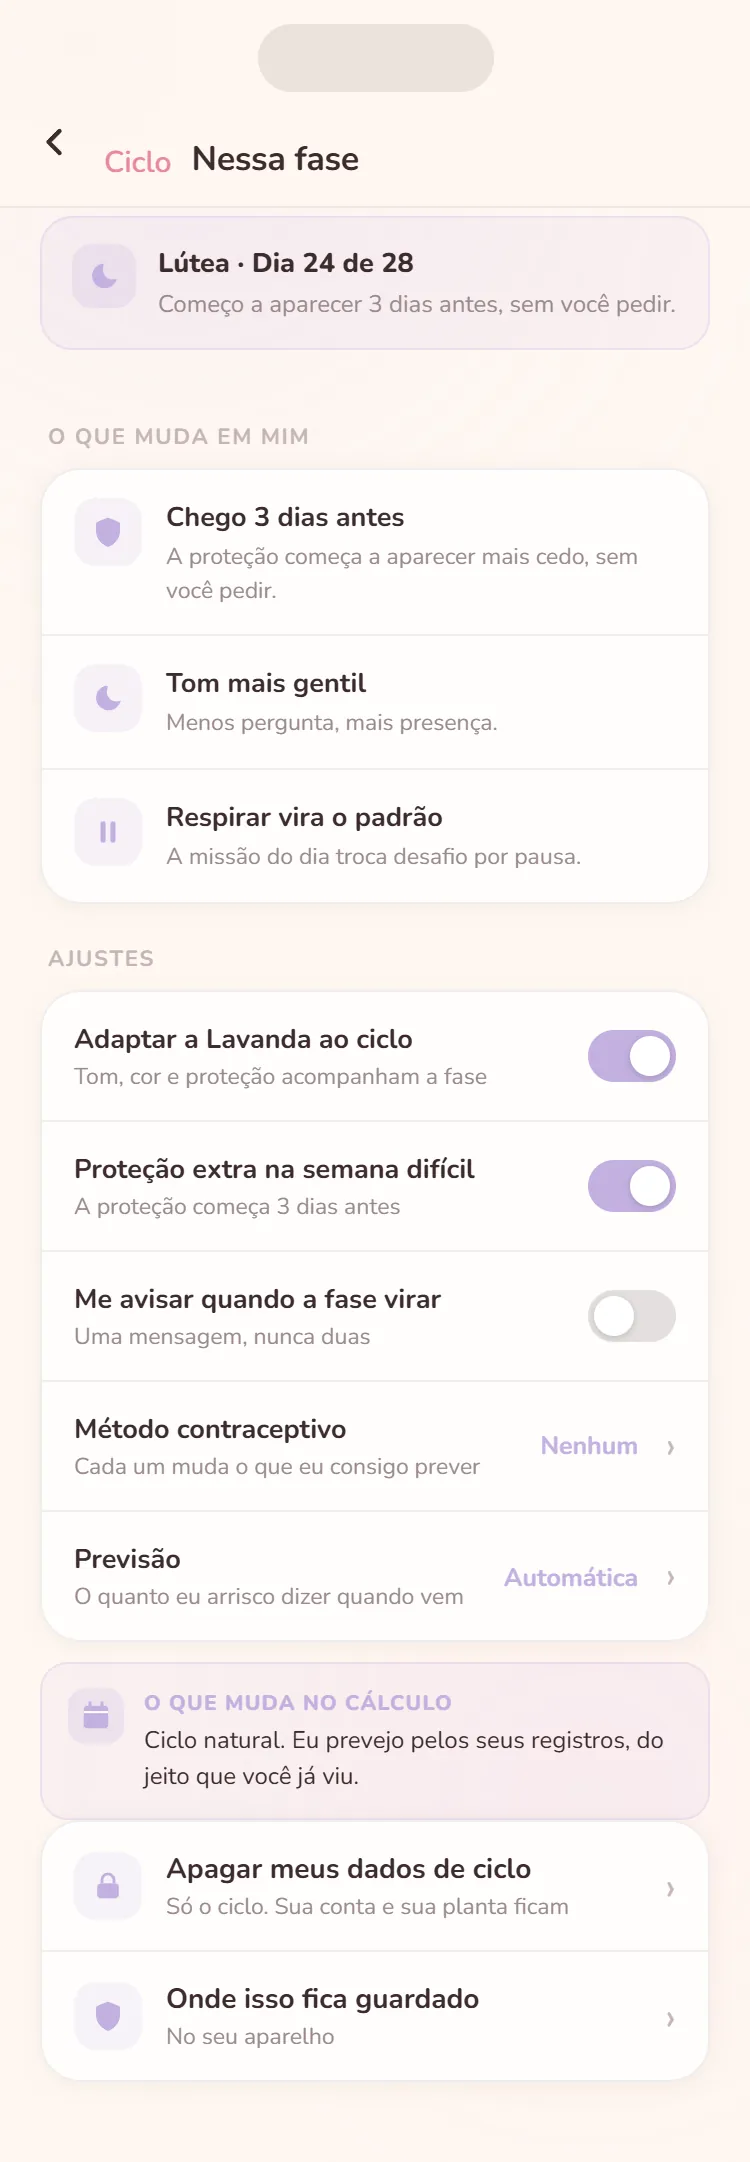 Ciclo Nessa fase
Lútea · Dia 24 de 28
Começo a aparecer 3 dias antes, sem você pedir.
O QUE MUDA EM MIM
Chego 3 dias antes
A proteção começa a aparecer mais cedo, sem
você pedir.
Tom mais gentil
Menos pergunta, mais presença.
Respirar vira o padrão
A missão do dia troca desafio por pausa.
AJUSTES
Adaptar a Lavanda ao ciclo
Tom, cor e proteção acompanham a fase
Proteção extra na semana difícil
A proteção começa 3 dias antes
Me avisar quando a fase virar
Uma mensagem, nunca duas
Método contraceptivo
Nenhum ›
Cada um muda o que eu consigo prever
Previsão
Automática ›
O quanto eu arrisco dizer quando vem
O QUE MUDA NO CÁLCULO
Ciclo natural. Eu prevejo pelos seus registros, do
jeito que você já viu.
Apagar meus dados de ciclo
Só o ciclo. Sua conta e sua planta ficam
›
Onde isso fica guardado
No seu aparelho
›